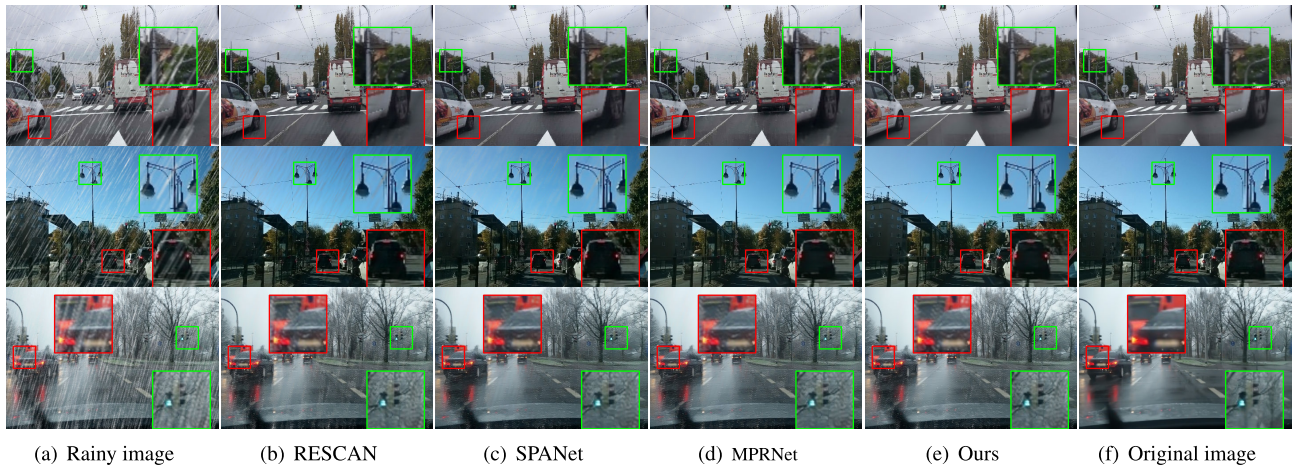 (a) Rainy image
(b) RESCAN
(c) SPANet
(d) MPRNet
(e) Ours
(f) Original image